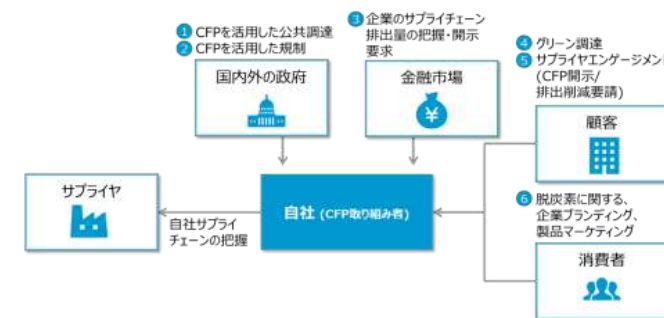 ① CFPを活用した公共調達
② CFPを活用した規制
国内外の政府
③ 企業のサプライチェーン
排出量の把握・開示
要求
金融市場
¥
④ グリーン調達
⑤ サプライヤエンゲージメント
(CFP開示/
排出削減要請)
顧客
サプライヤ
自社サプライ
チェーンの把握
自社 (CFP取り組み者)
⑥ 脱炭素に関する、
企業ブランディング、
製品マーケティング
消費者